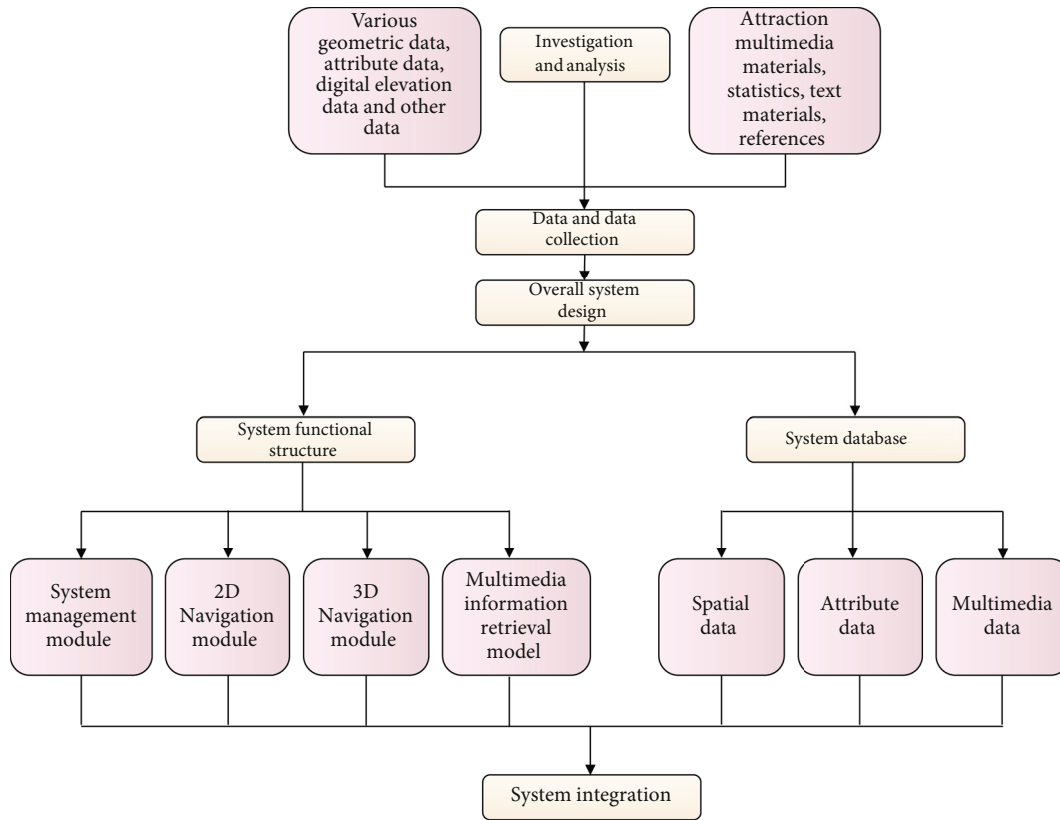 Various
geometric data,
attribute data,
digital elevation
data and other
data
Investigation
and analysis
Attraction
multimedia
materials,
statistics, text
materials,
references
Data and data
collection
Overall system
design
System functional
structure
System database
System
management
module
2D
Navigation
module
3D
Navigation
module
Multimedia
information
retrieval
model
Spatial
data
Attribute
data
Multimedia
data
System integration